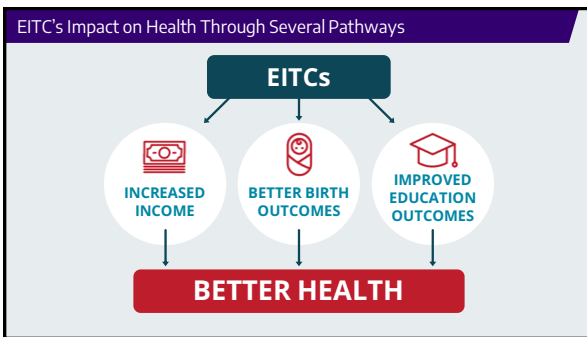 EITC's Impact on Health Through Several Pathways
EITCs
INCREASED
INCOME
BETTER BIRTH
OUTCOMES
IMPROVED
EDUCATION
OUTCOMES
BETTER HEALTH